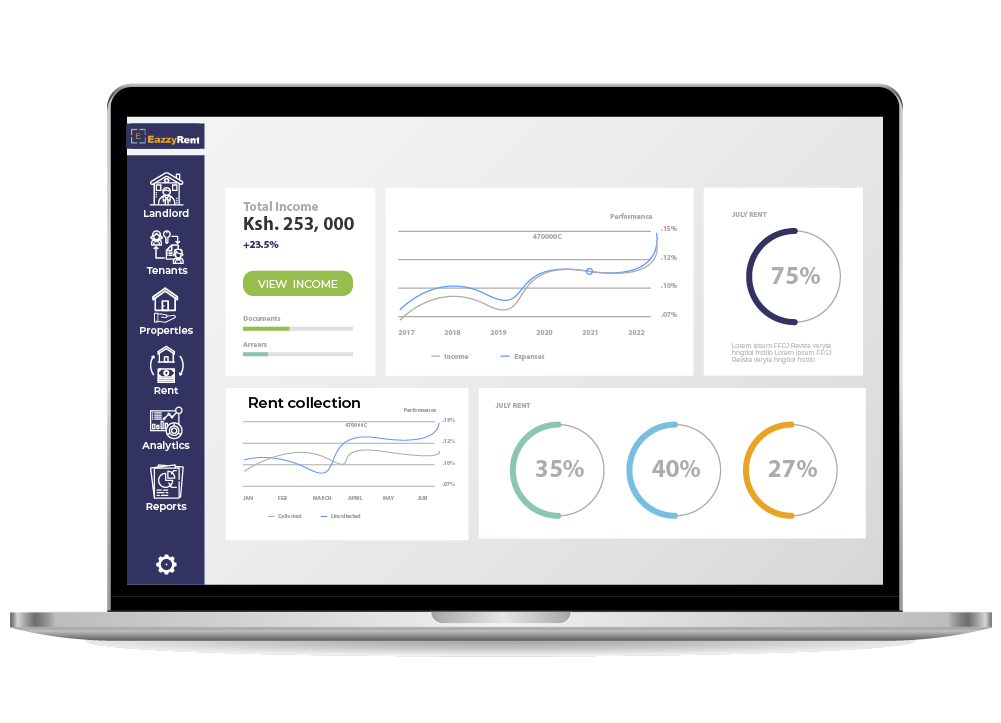 E
EazzyRent
Landlord
Tenants
Properties
Rent
Analytics
Reports
Total Income
Ksh. 253, 000
+23.5%
VIEW INCOME
Documents
Arrears
Performance
470000C
.15%
.12%
.10%
.07%
2017 2018 2019 2020 2021 2022
Income Expenses
JULY RENT
75%
Lorem ipsum FFGJ Revste veryte
hngtiol frstilo Lorem ipsum FFGJ
Revste veryte hngtiol frstilo
Rent collection
Performance
470000C
.15%
.12%
.10%
.07%
JAN FEB MARCH APRIL MAY JUN
Collected Uncollected
JULY RENT
35% 40% 27%